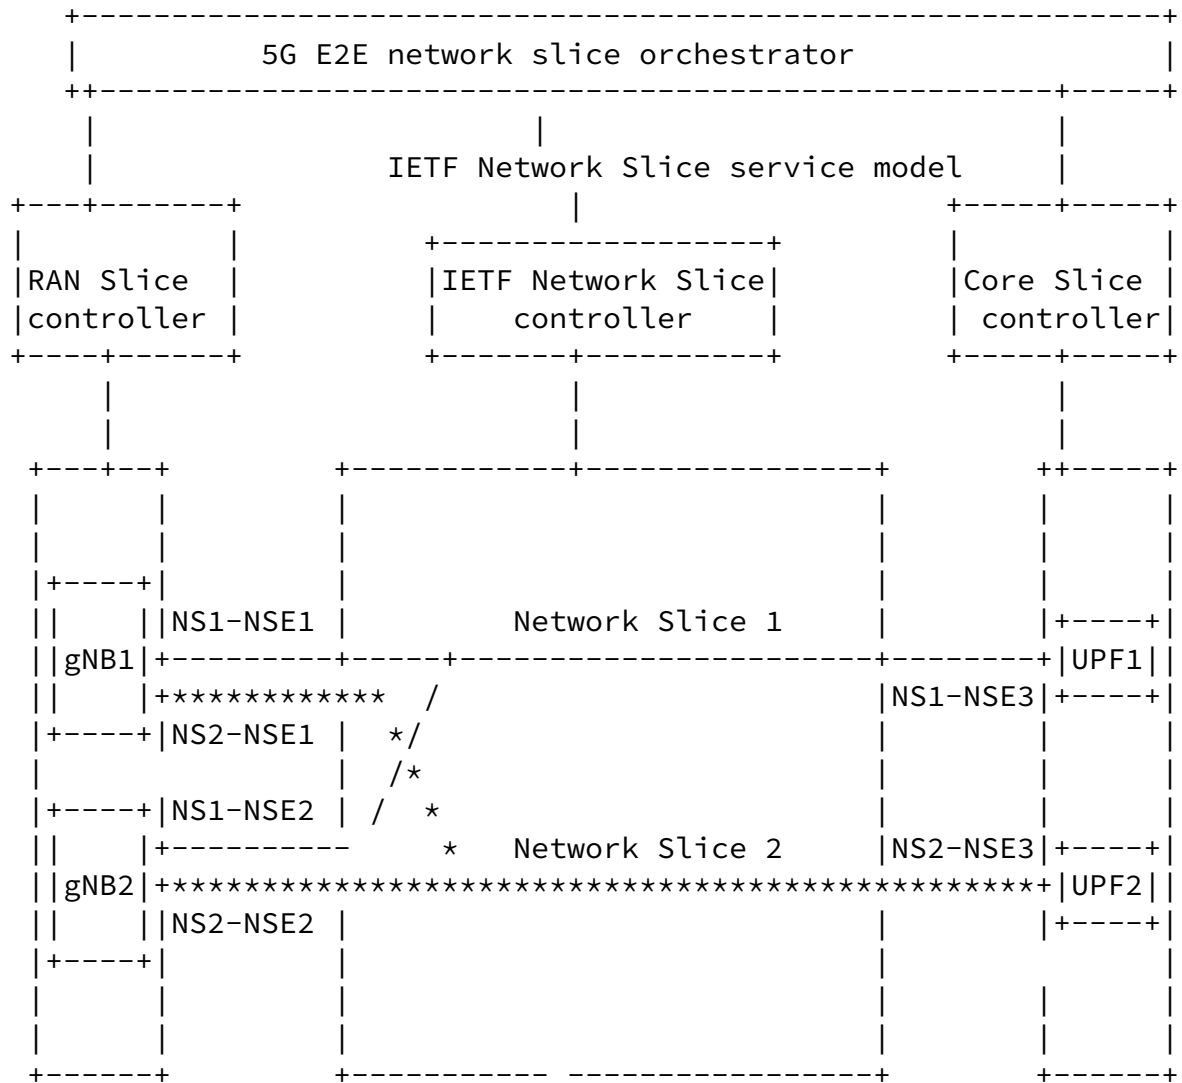 5G E2E network slice orchestrator
IETF Network Slice service model
RAN Slice controller
IETF Network Slice controller
Core Slice controller
NS1-NSE1
Network Slice 1
gNB1
UPF1
NS1-NSE3
NS2-NSE1
NS1-NSE2
Network Slice 2
NS2-NSE3
gNB2
UPF2
NS2-NSE2